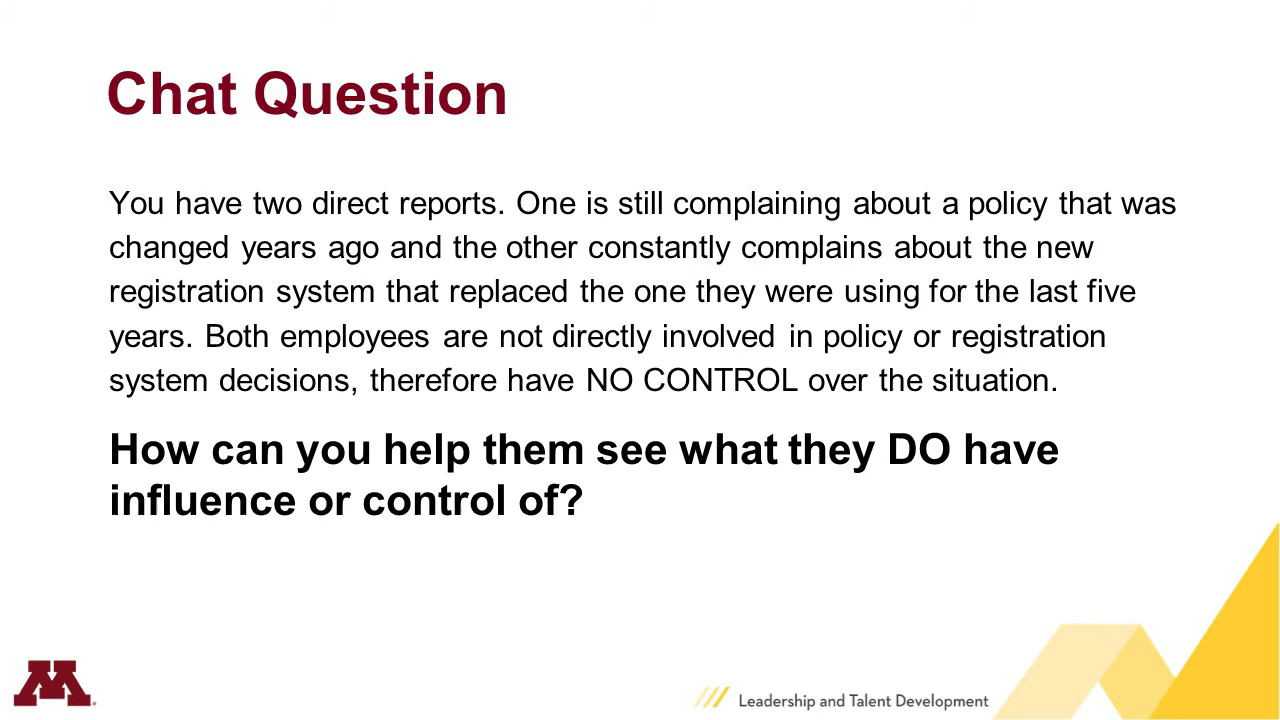 Chat Question
You have two direct reports. One is still complaining about a policy that was
changed years ago and the other constantly complains about the new
registration system that replaced the one they were using for the last five
years. Both employees are not directly involved in policy or registration
system decisions, therefore have NO CONTROL over the situation.
How can you help them see what they DO have
influence or control of?
M
Leadership and Talent Development